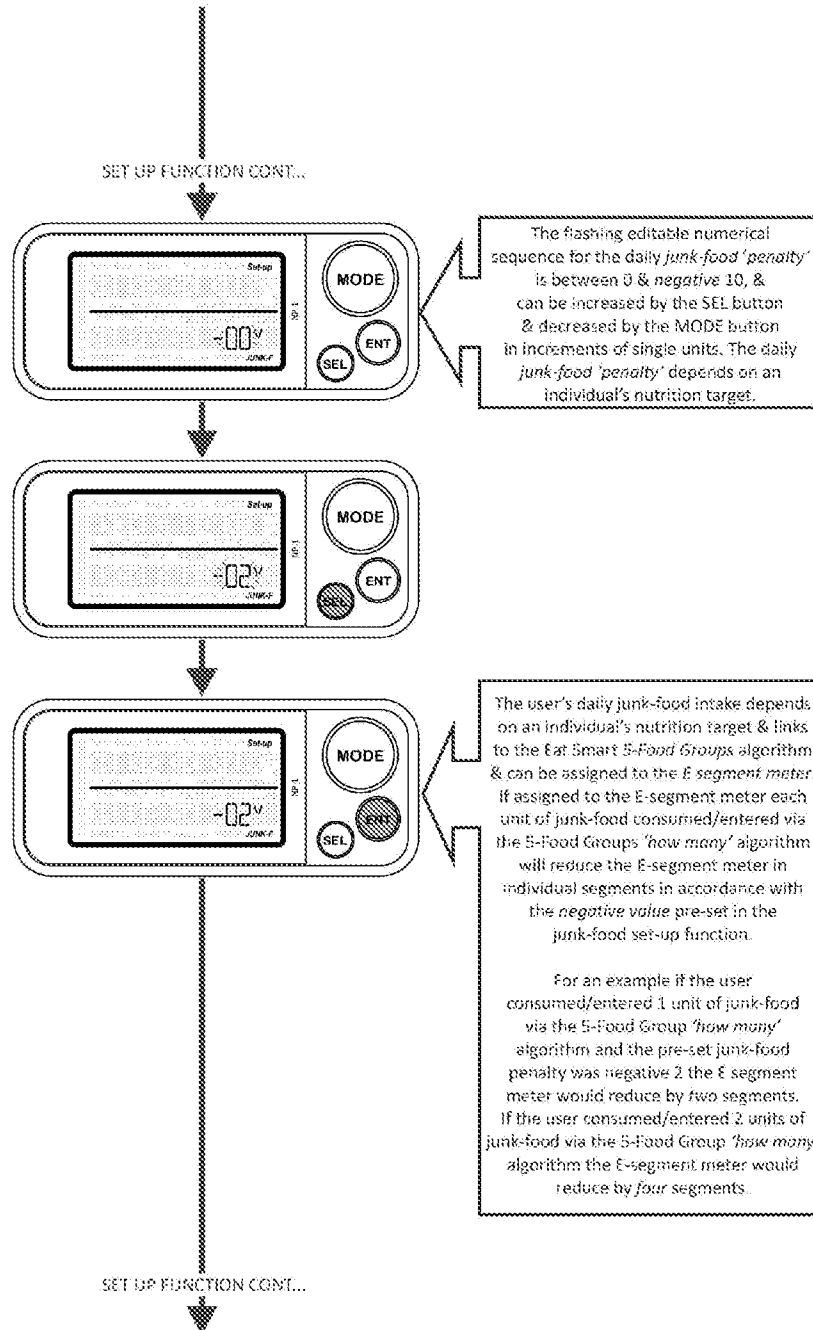 SET UP FUNCTION CONT...
Set-up
-00
JUNK-F
NP-1
MODE
ENT
SEL
The flashing editable numerical
sequence for the daily junk-food 'penalty'
is between 0 & negative 10, &
can be increased by the SEL button
& decreased by the MODE button
in increments of single units. The daily
junk-food 'penalty' depends on an
individual's nutrition target.
Set-up
-02
JUNK-F
NP-1
MODE
ENT
SEL
Set-up
-02
JUNK-F
NP-1
MODE
ENT
SEL
The user's daily junk-food intake depends
on an individual's nutrition target & links
to the Eat Smart 5-Food Groups algorithm
& can be assigned to the E segment meter.
If assigned to the E-segment meter each
unit of junk-food consumed/entered via
the 5-Food Groups 'how many' algorithm
will reduce the E-segment meter in
individual segments in accordance with
the negative value pre-set in the
junk-food set-up function.
For an example if the user
consumed/entered 1 unit of junk-food
via the 5-Food Group 'how many'
algorithm and the pre-set junk-food
penalty was negative 2 the E segment
meter would reduce by two segments.
If the user consumed/entered 2 units of
junk-food via the 5-Food Group 'how many
algorithm the E-segment meter would
reduce by four segments.
SET UP FUNCTION CONT...